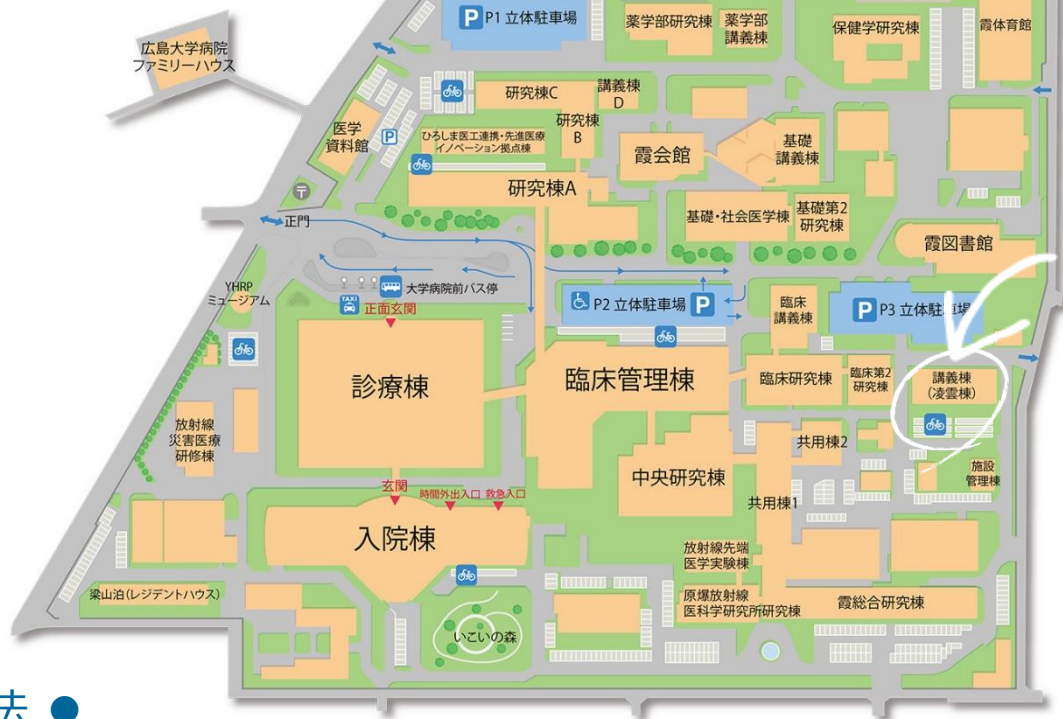 広島大学病院
ファミリーハウス
P P1 立体駐車場
薬学部研究棟
薬学部
講義棟
保健学研究棟
霞体育館
医学
資料館
P
研究棟C
講義棟
D
研究棟
B
ひろしま医工連携・先進医療
イノベーション拠点棟
霞会館
基礎
講義棟
研究棟A
基礎・社会医学棟
基礎第2
研究棟
霞図書館
〒
正門
YHRP
ミュージアム
TAXI
大学病院前バス停
正面玄関
P2 立体駐車場 P
臨床
講義棟
P P3 立体駐車場
診療棟
臨床管理棟
臨床研究棟
臨床第2
研究棟
講義棟
(凌雲棟)
放射線
災害医療
研修棟
中央研究棟
共用棟2
施設
管理棟
共用棟1
玄関
時間外出入口
救急入口
入院棟
放射線先端
医学実験棟
梁山泊(レジデントハウス)
原爆放射線
医科学研究所研究棟
霞総合研究棟
いこいの森